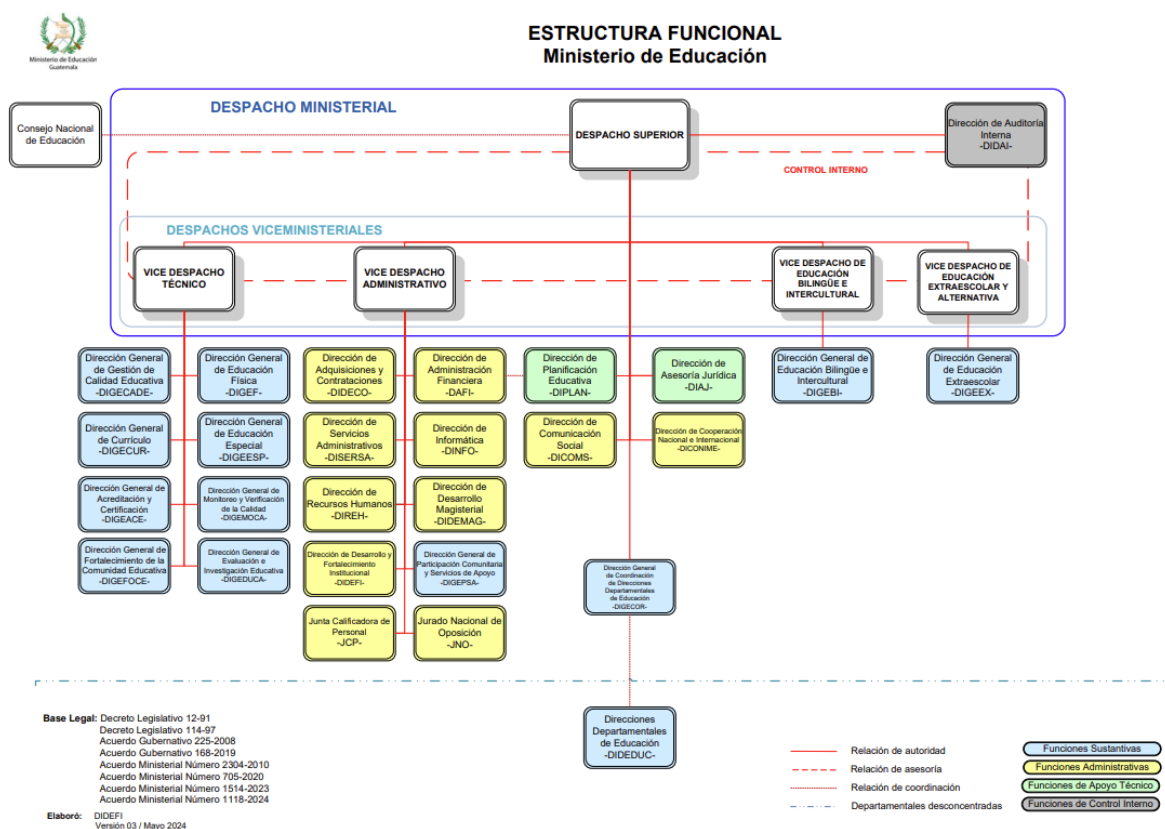 Ministerio de Educación
Guatemala
ESTRUCTURA FUNCIONAL
Ministerio de Educación
DESPACHO MINISTERIAL
Consejo Nacional
de Educación
DESPACHO SUPERIOR
Dirección de Auditoría
Interna
-DIDAI-
CONTROL INTERNO
DESPACHOS VICEMINISTERIALES
VICE DESPACHO
TÉCNICO
VICE DESPACHO
ADMINISTRATIVO
VICE DESPACHO DE
EDUCACIÓN
BILINGÜE E
INTERCULTURAL
VICE DESPACHO DE
EDUCACIÓN
EXTRAESCOLAR Y
ALTERNATIVA
Dirección General
de Gestión de
Calidad Educativa
-DIGECADE-
Dirección General
de Educación
Física
-DIGEF-
Dirección de
Adquisiciones y
Contrataciones
-DIDECO-
Dirección de
Administración
Financiera
-DAFI-
Dirección de
Planificación
Educativa
-DIPLAN-
Dirección de
Asesoría Jurídica
-DIAJ-
Dirección General de
Educación Bilingüe e
Intercultural
-DIGEBI-
Dirección General
de Educación
Extraescolar
-DIGEEX-
Dirección General
de Currículo
-DIGECUR-
Dirección General
de Educación
Especial
-DIGEESP-
Dirección de
Servicios
Administrativos
-DISERSA-
Dirección de
Informática
-DINFO-
Dirección de
Comunicación
Social
-DICOMS-
Dirección de Cooperación
Nacional e Internacional
-DICONIME-
Dirección General de
Acreditación y
Certificación
-DIGEACE-
Dirección General de
Monitoreo y Verificación
de la Calidad
-DIGEMOCA-
Dirección de
Recursos Humanos
-DIREH-
Dirección de
Desarrollo
Magisterial
-DIDEMAG-
Dirección General de
Fortalecimiento de la
Comunidad Educativa
-DIGEFOCE-
Dirección General de
Evaluación e
Investigación Educativa
-DIGEDUCA-
Dirección de Desarrollo y
Fortalecimiento
Institucional
-DIDEFI-
Dirección General de
Participación Comunitaria
y Servicios de Apoyo
-DIGEPSA-
Dirección General
de Coordinación
de Direcciones
Departamentales
de Educación
-DIGECOR-
Junta Calificadora de
Personal
-JCP-
Jurado Nacional de
Oposición
-JNO-
Direcciones
Departamentales
de Educación
-DIDEDUC-
Base Legal: Decreto Legislativo 12-91
Decreto Legislativo 114-97
Acuerdo Gubernativo 225-2008
Acuerdo Gubernativo 168-2019
Acuerdo Ministerial Número 2304-2010
Acuerdo Ministerial Número 705-2020
Acuerdo Ministerial Número 1514-2023
Acuerdo Ministerial Número 1118-2024
Elaboró: DIDEFI
Versión 03 / Mayo 2024
Relación de autoridad
Relación de asesoría
Relación de coordinación
Departamentales desconcentradas
Funciones Sustantivas
Funciones Administrativas
Funciones de Apoyo Técnico
Funciones de Control Interno